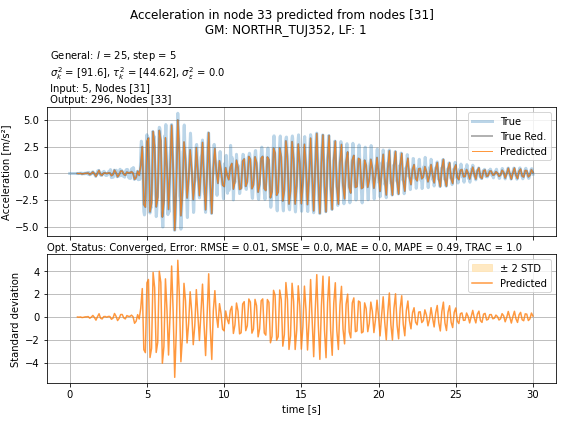 Acceleration in node 33 predicted from nodes [31]
GM: NORTHR_TUJ352, LF: 1
General: l = 25, step = 5
σ²ₖ = [91.6], τ²ₖ = [44.62], σ²ε = 0.0
Input: 5, Nodes [31]
Output: 296, Nodes [33]
Acceleration [m/s²]
5.0
2.5
0.0
−2.5
−5.0
True
True Red.
Predicted
Opt. Status: Converged, Error: RMSE = 0.01, SMSE = 0.0, MAE = 0.0, MAPE = 0.49, TRAC = 1.0
Standard deviation
4
2
0
−2
−4
± 2 STD
Predicted
0 5 10 15 20 25 30
time [s]